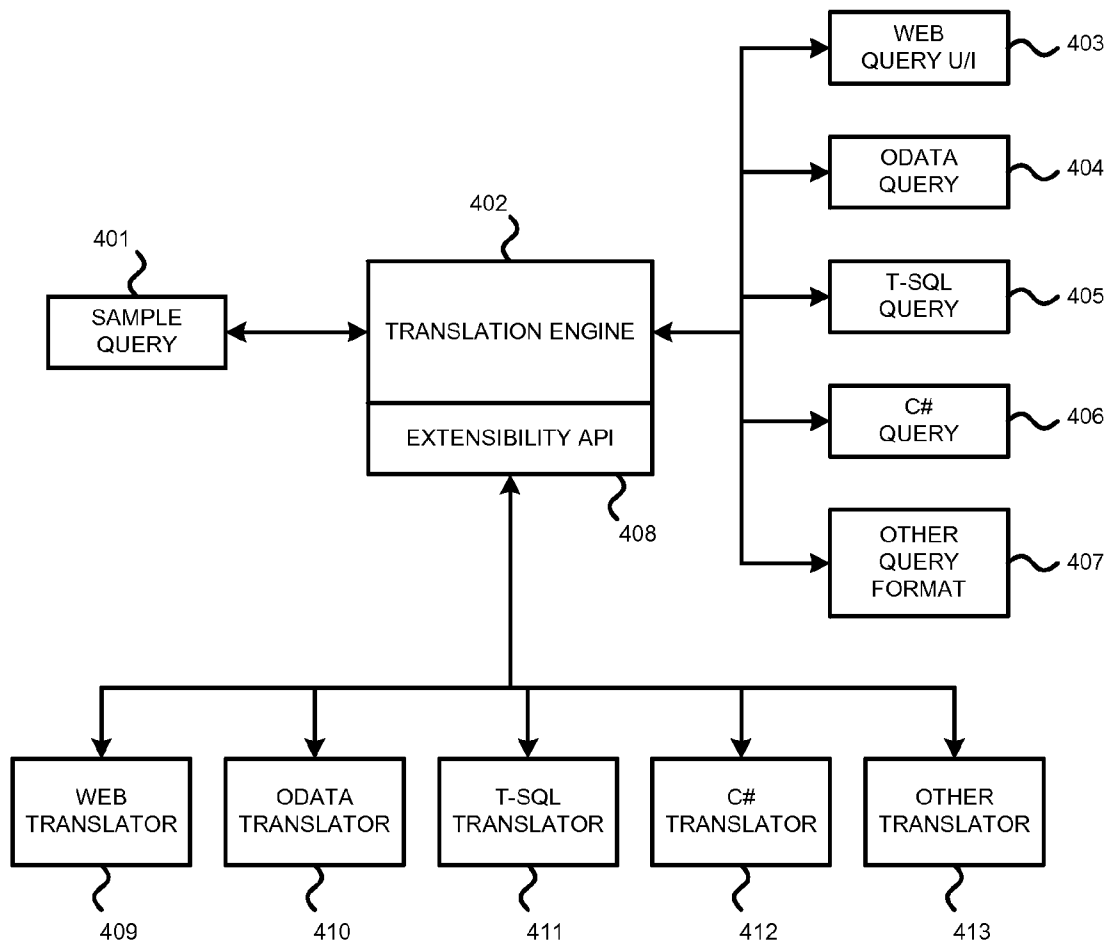 WEB
QUERY U/I
403
ODATA
QUERY
404
402
401
T-SQL
QUERY
405
SAMPLE
QUERY
TRANSLATION ENGINE
C#
QUERY
406
EXTENSIBILITY API
408
OTHER
QUERY
FORMAT
407
WEB
TRANSLATOR
ODATA
TRANSLATOR
T-SQL
TRANSLATOR
C#
TRANSLATOR
OTHER
TRANSLATOR
409
410
411
412
413